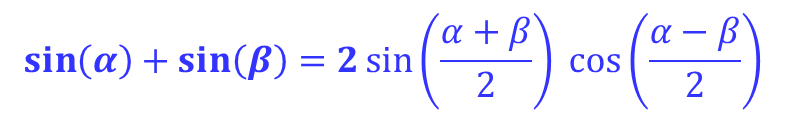 sin(α) + sin(β) = 2 sin((α + β)/2) cos((α − β)/2)